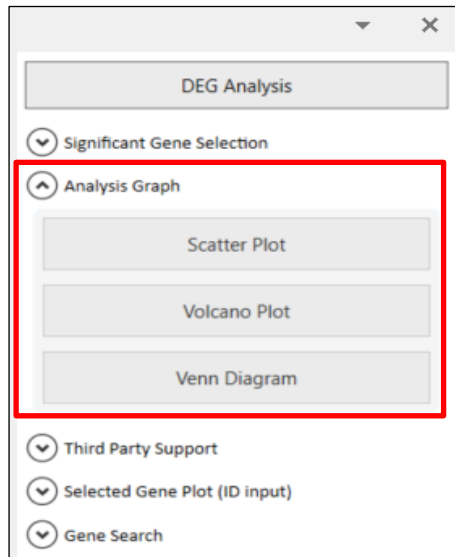 DEG Analysis
Significant Gene Selection
Analysis Graph
Scatter Plot
Volcano Plot
Venn Diagram
Third Party Support
Selected Gene Plot (ID input)
Gene Search